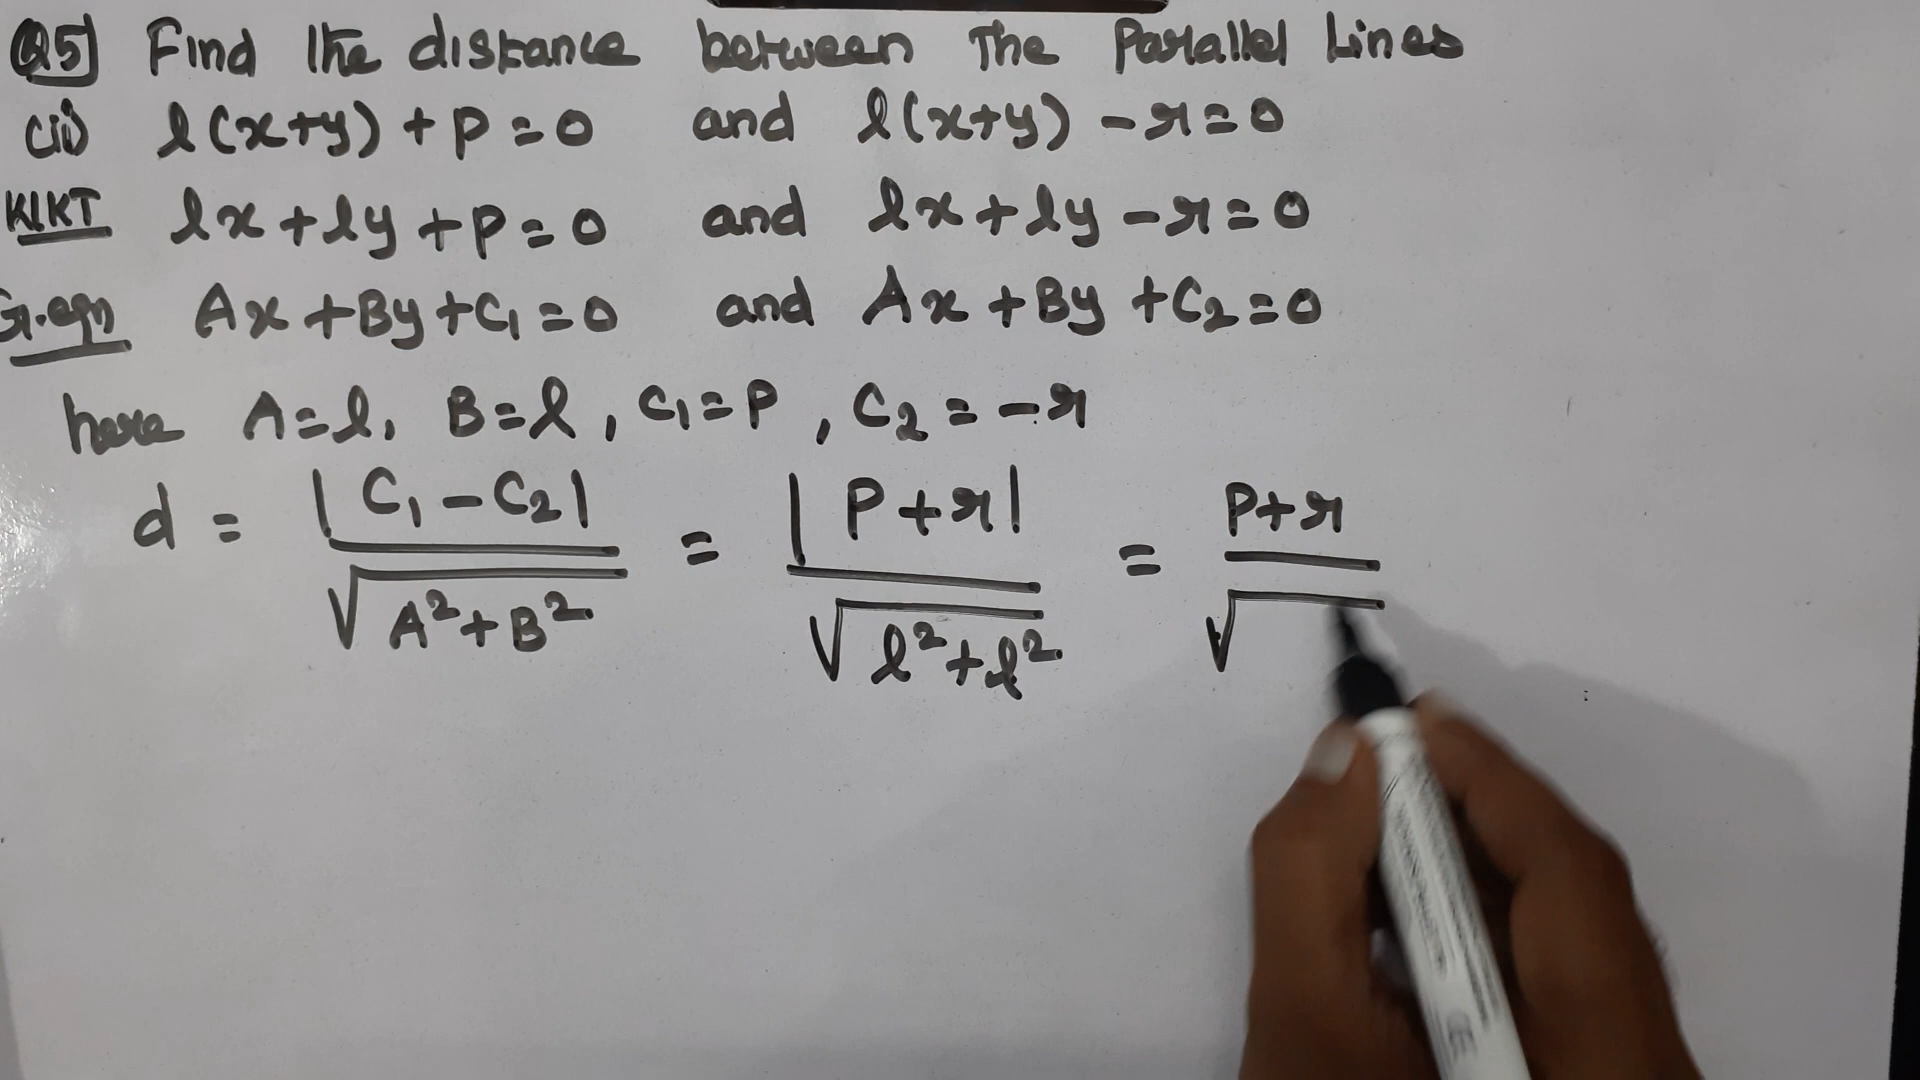 Q5] Find the distance between The Parallel Lines
(ii) l(x+y) + p = 0 and l(x+y) - r = 0
KLKT lx + ly + p = 0 and lx + ly - r = 0
G.eqn Ax + By + C₁ = 0 and Ax + By + C₂ = 0
here A = l, B = l, C₁ = P, C₂ = -r
d = |C₁ - C₂| / √A² + B² = |P + r| / √l² + l² = P + r / √